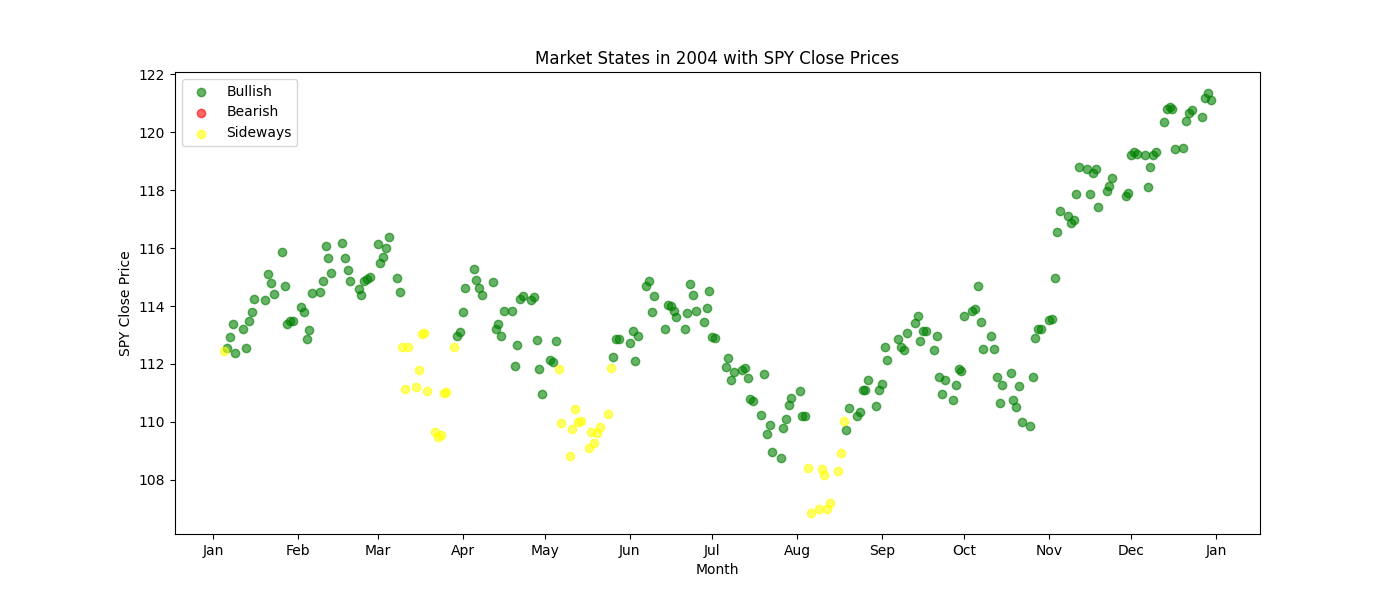 Market States in 2004 with SPY Close Prices
Bullish
Bearish
Sideways
SPY Close Price
122
120
118
116
114
112
110
108
Jan Feb Mar Apr May Jun Jul Aug Sep Oct Nov Dec Jan
Month